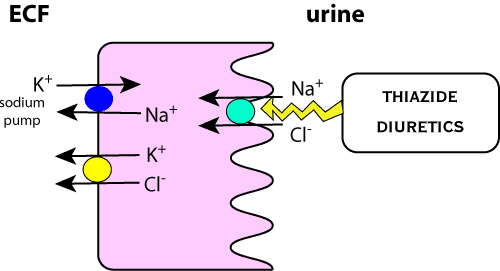 ECF
urine
K+
sodium
pump
Na+
K+
Cl-
Na+
Cl-
THIAZIDE
DIURETICS